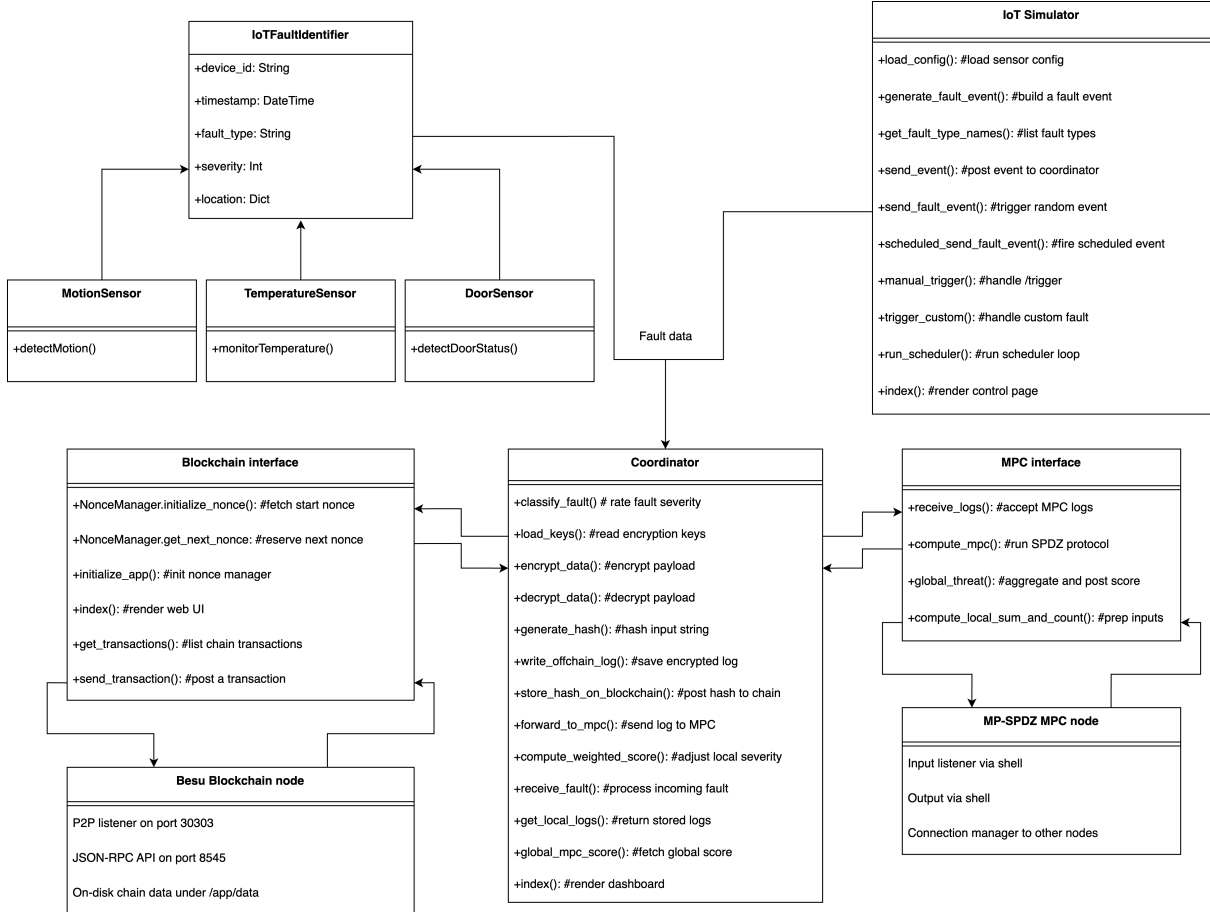 IoTFaultIdentifier
+device_id: String
+timestamp: DateTime
+fault_type: String
+severity: Int
+location: Dict
IoT Simulator
+load_config(): #load sensor config
+generate_fault_event(): #build a fault event
+get_fault_type_names(): #list fault types
+send_event(): #post event to coordinator
+send_fault_event(): #trigger random event
+scheduled_send_fault_event(): #fire scheduled event
+manual_trigger(): #handle /trigger
+trigger_custom(): #handle custom fault
+run_scheduler(): #run scheduler loop
+index(): #render control page
MotionSensor
+detectMotion()
TemperatureSensor
+monitorTemperature()
DoorSensor
+detectDoorStatus()
Fault data
Blockchain interface
+NonceManager.initialize_nonce(): #fetch start nonce
+NonceManager.get_next_nonce: #reserve next nonce
+initialize_app(): #init nonce manager
+index(): #render web UI
+get_transactions(): #list chain transactions
+send_transaction(): #post a transaction
Coordinator
+classify_fault() # rate fault severity
+load_keys(): #read encryption keys
+encrypt_data(): #encrypt payload
+decrypt_data(): #decrypt payload
+generate_hash(): #hash input string
+write_offchain_log(): #save encrypted log
+store_hash_on_blockchain(): #post hash to chain
+forward_to_mpc(): #send log to MPC
+compute_weighted_score(): #adjust local severity
+receive_fault(): #process incoming fault
+get_local_logs(): #return stored logs
+global_mpc_score(): #fetch global score
+index(): #render dashboard
MPC interface
+receive_logs(): #accept MPC logs
+compute_mpc(): #run SPDZ protocol
+global_threat(): #aggregate and post score
+compute_local_sum_and_count(): #prep inputs
Besu Blockchain node
P2P listener on port 30303
JSON-RPC API on port 8545
On-disk chain data under /app/data
MP-SPDZ MPC node
Input listener via shell
Output via shell
Connection manager to other nodes